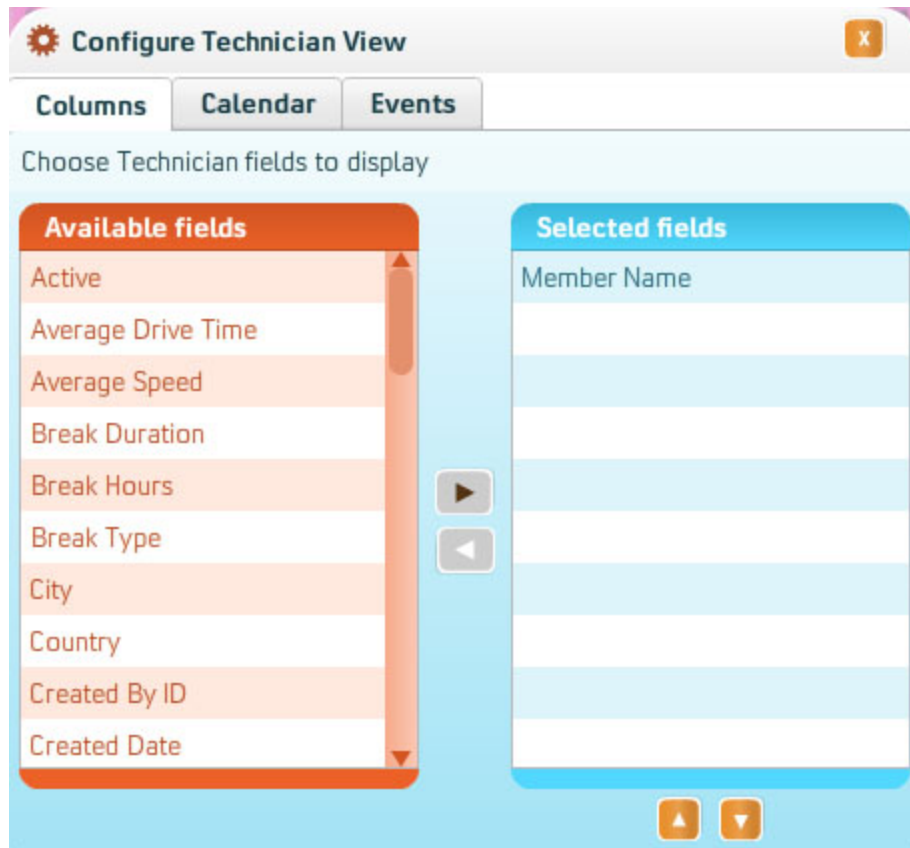 Configure Technician View
X
Columns
Calendar
Events
Choose Technician fields to display
Available fields
Active
Average Drive Time
Average Speed
Break Duration
Break Hours
Break Type
City
Country
Created By ID
Created Date
Selected fields
Member Name